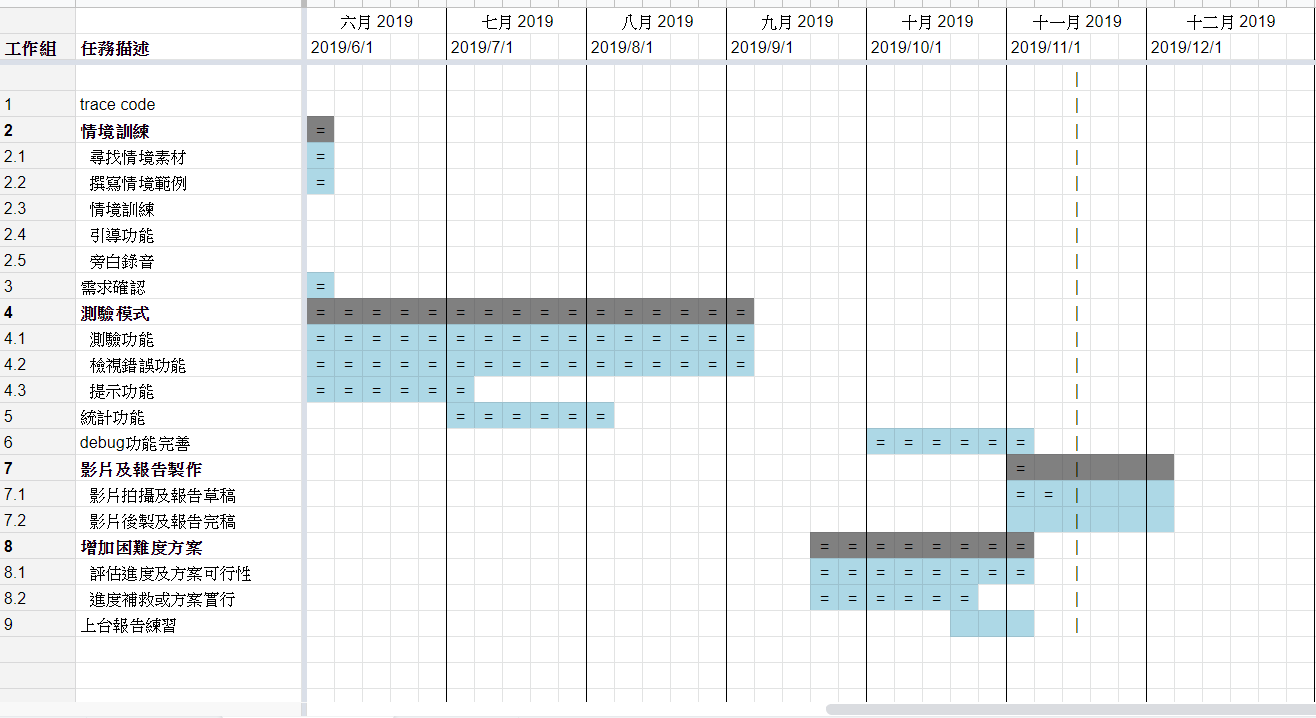 六月 2019 七月 2019 八月 2019 九月 2019 十月 2019 十一月 2019 十二月 2019
工作組 任務描述 2019/6/1 2019/7/1 2019/8/1 2019/9/1 2019/10/1 2019/11/1 2019/12/1
1 trace code
2 情境訓練 =
2.1 尋找情境素材 =
2.2 撰寫情境範例 =
2.3 情境訓練
2.4 引導功能
2.5 旁白錄音
3 需求確認 =
4 測驗模式 = = = = = = = = = = = = = = = =
4.1 測驗功能 = = = = = = = = = = = = = = = =
4.2 檢視錯誤功能 = = = = = = = = = = = = = = = =
4.3 提示功能 = = = = = =
5 統計功能 = = = = = =
6 debug功能完善 = = = = = =
7 影片及報告製作 =
7.1 影片拍攝及報告草稿 = =
7.2 影片後製及報告完稿
8 增加困難度方案 = = = = = = = =
8.1 評估進度及方案可行性 = = = = = = = =
8.2 進度補救或方案實行 = = = = = =
9 上台報告練習